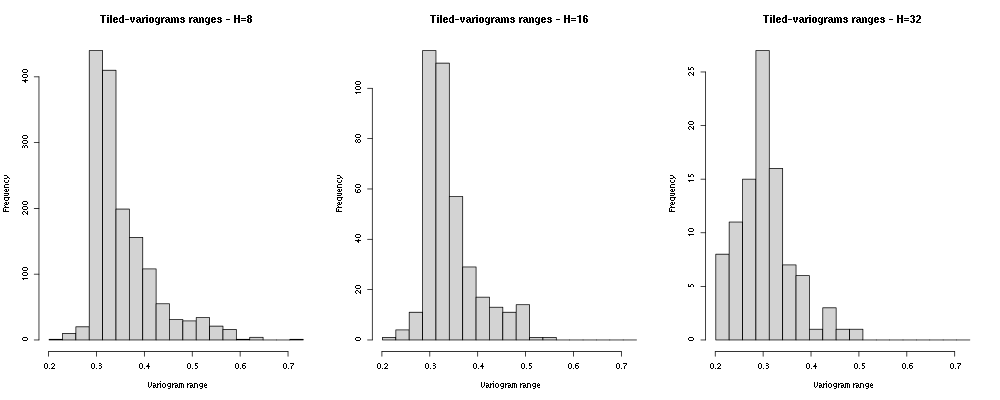 Tiled-variograms ranges - H=8
Frequency
400
300
200
100
0
0.2 0.3 0.4 0.5 0.6 0.7
Variogram range
Tiled-variograms ranges - H=16
Frequency
100
80
60
40
20
0
0.2 0.3 0.4 0.5 0.6 0.7
Variogram range
Tiled-variograms ranges - H=32
Frequency
25
20
15
10
5
0
0.2 0.3 0.4 0.5 0.6 0.7
Variogram range